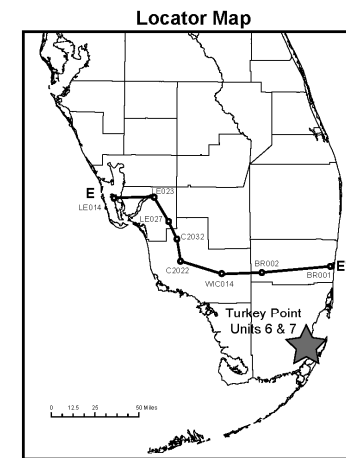 Locator Map
E
LE023
LE014
LE027
C2032
C2022
BR002
E
WIC014
BR001
Turkey Point
Units 6 & 7
0 12.5 25 50 Miles